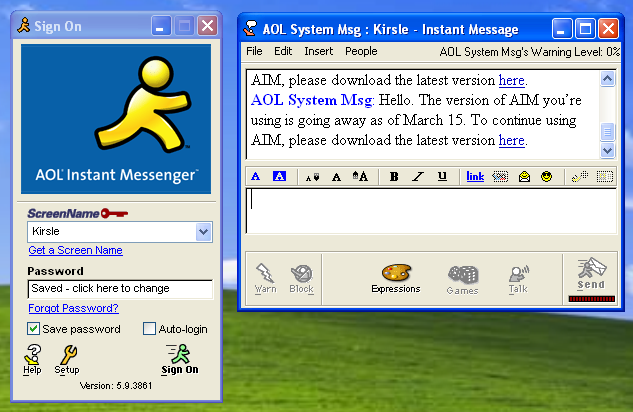 Sign On
AOL Instant Messenger™
ScreenName
Kirsle
Get a Screen Name
Password
Saved - click here to change
Forgot Password?
Save password
Auto-login
Help
Setup
Sign On
Version: 5.9.3861
AOL System Msg : Kirsle - Instant Message
File Edit Insert People AOL System Msg's Warning Level: 0%
AIM, please download the latest version here.
AOL System Msg: Hello. The version of AIM you're
using is going away as of March 15. To continue using
AIM, please download the latest version here.
A A A A A B I U link
Warn Block Expressions Games Talk Send